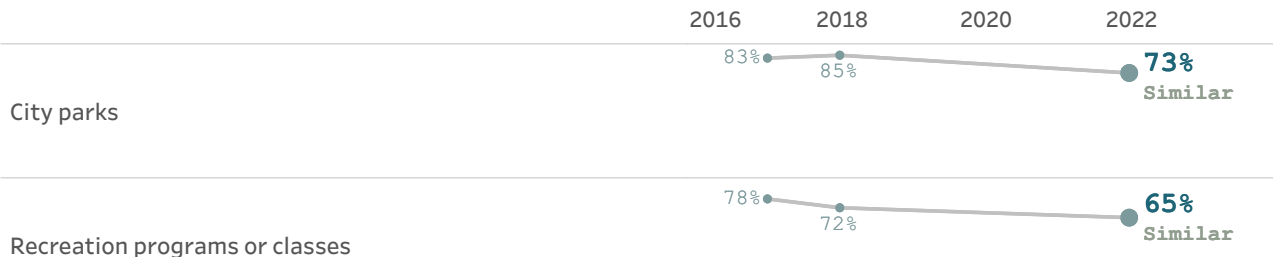 2016 2018 2020 2022
83% 85% 73%
Similar
City parks
78% 72% 65%
Similar
Recreation programs or classes